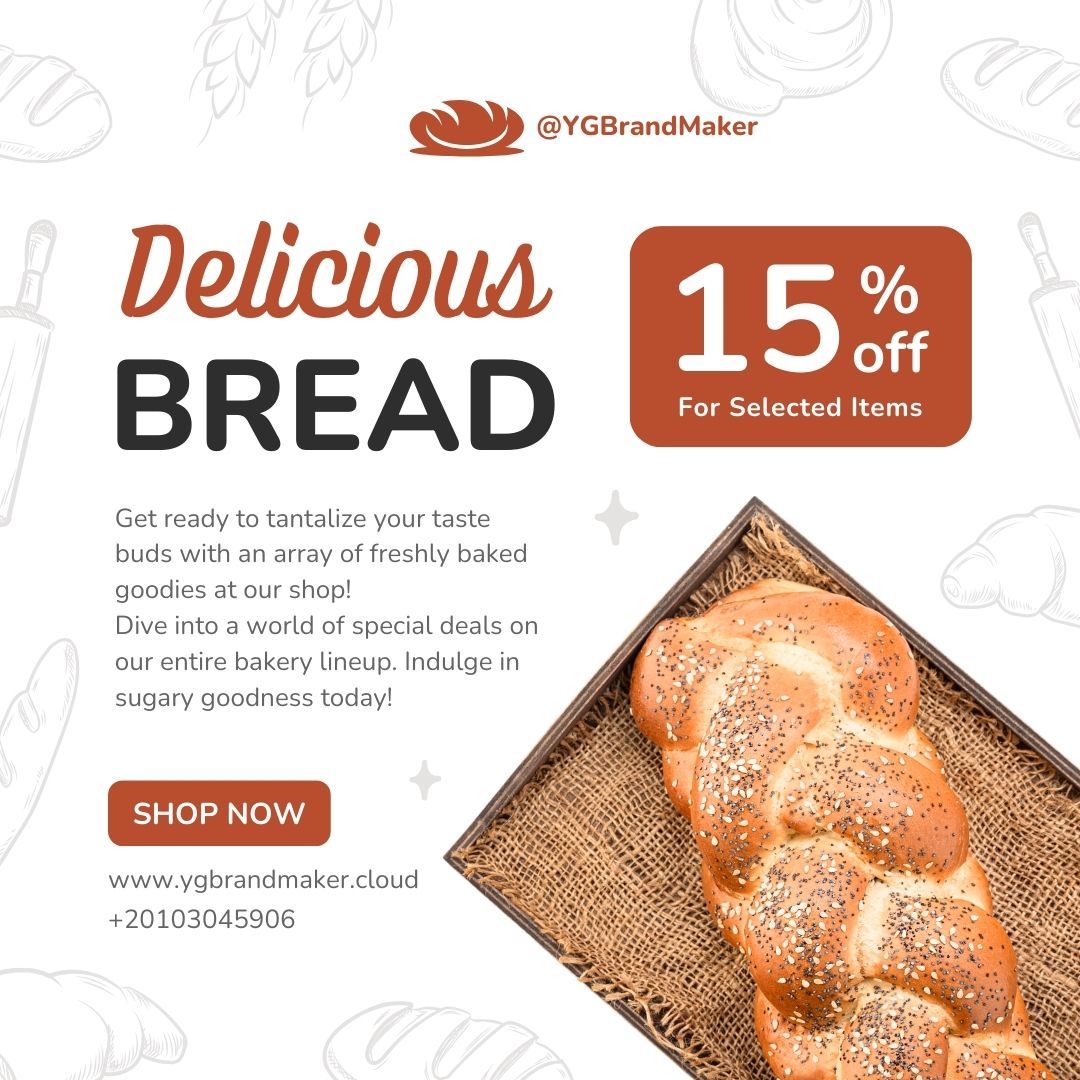 @YGBrandMaker
Delicious
BREAD
15% off
For Selected Items
Get ready to tantalize your taste
buds with an array of freshly baked
goodies at our shop!
Dive into a world of special deals on
our entire bakery lineup. Indulge in
sugary goodness today!
SHOP NOW
www.ygbrandmaker.cloud
+20103045906